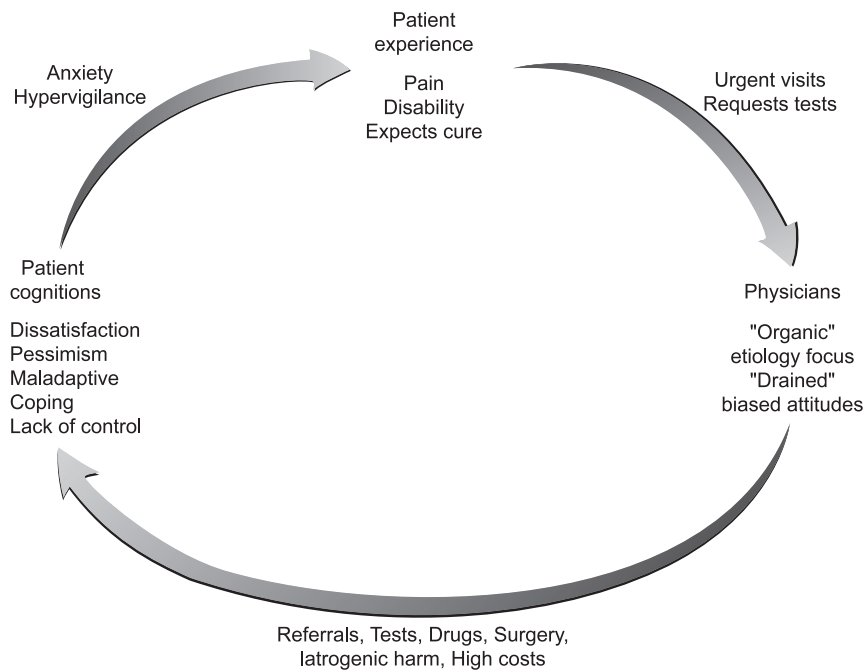 Patient
experience
Pain
Disability
Expects cure
Anxiety
Hypervigilance
Urgent visits
Requests tests
Patient
cognitions
Dissatisfaction
Pessimism
Maladaptive
Coping
Lack of control
Physicians
"Organic"
etiology focus
"Drained"
biased attitudes
Referrals, Tests, Drugs, Surgery,
Iatrogenic harm, High costs